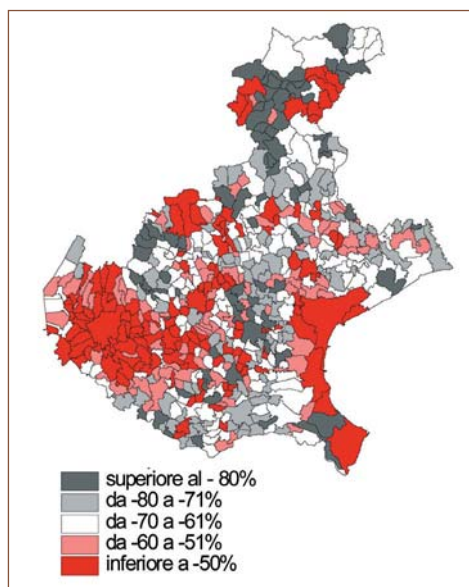 superiore al - 80%
da -80 a -71%
da -70 a -61%
da -60 a -51%
inferiore a -50%